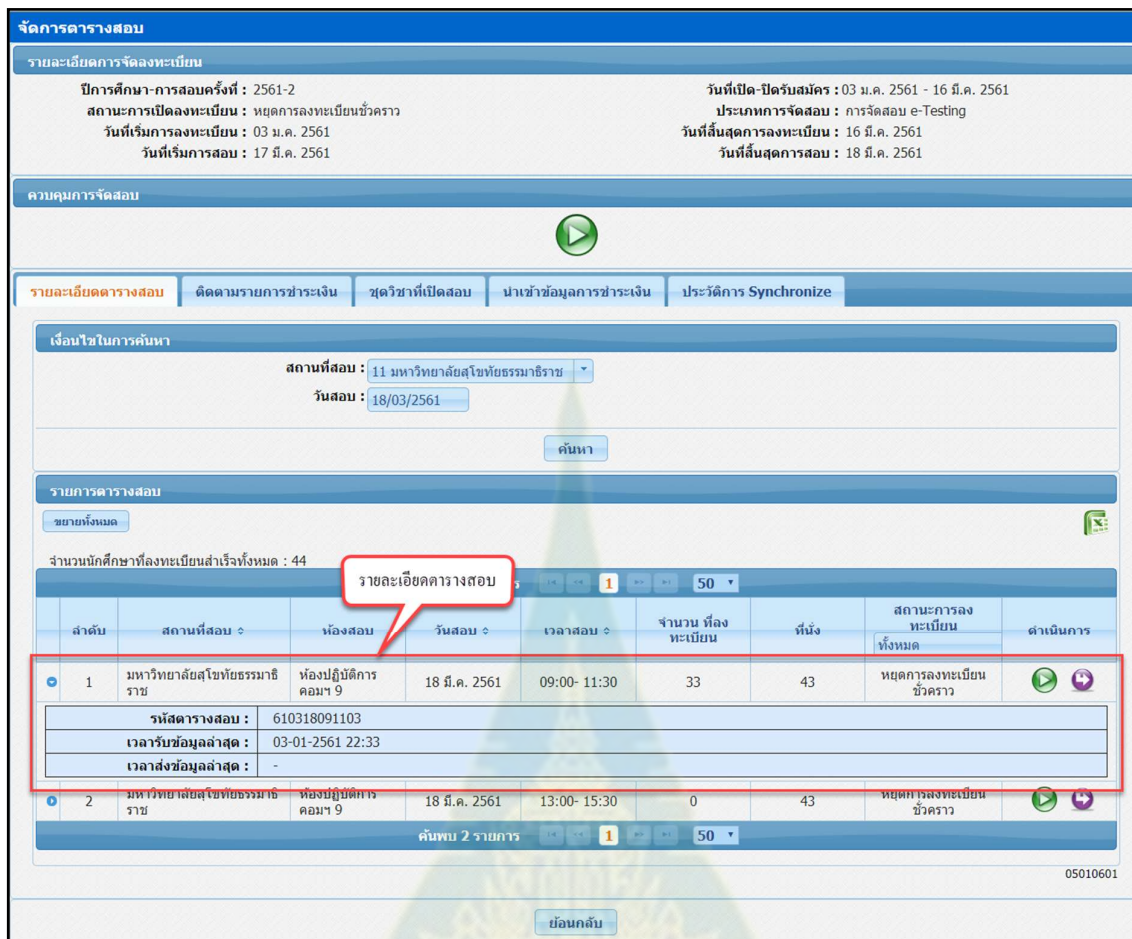 จัดการตารางสอบ
รายละเอียดการจัดลงทะเบียน
ปีการศึกษา-การสอบครั้งที่ : 2561-2 วันที่เปิด-ปิดรับสมัคร : 03 ม.ค. 2561 - 16 มี.ค. 2561
สถานะการเปิดลงทะเบียน : หยุดการลงทะเบียนชั่วคราว ประเภทการจัดสอบ : การจัดสอบ e-Testing
วันที่เริ่มการลงทะเบียน : 03 ม.ค. 2561 วันที่สิ้นสุดการลงทะเบียน : 16 มี.ค. 2561
วันที่เริ่มการสอบ : 17 มี.ค. 2561 วันที่สิ้นสุดการสอบ : 18 มี.ค. 2561
ควบคุมการจัดสอบ
รายละเอียดตารางสอบ ติดตามรายการชำระเงิน ชุดวิชาที่เปิดสอบ นำเข้าข้อมูลการชำระเงิน ประวัติการ Synchronize
เงื่อนไขในการค้นหา
สถานที่สอบ : 11 มหาวิทยาลัยสุโขทัยธรรมาธิราช
วันสอบ : 18/03/2561
ค้นหา
รายการตารางสอบ
ขยายทั้งหมด
จำนวนนักศึกษาที่ลงทะเบียนสำเร็จทั้งหมด : 44
รายละเอียดตารางสอบ
1 50
ลำดับ สถานที่สอบ ห้องสอบ วันสอบ เวลาสอบ จำนวน ที่ลงทะเบียน ที่นั่ง สถานะการลงทะเบียน ดำเนินการ
ทั้งหมด
1 มหาวิทยาลัยสุโขทัยธรรมาธิราช ห้องปฏิบัติการคอมฯ 9 18 มี.ค. 2561 09:00- 11:30 33 43 หยุดการลงทะเบียนชั่วคราว
รหัสตารางสอบ : 610318091103
เวลารับข้อมูลล่าสุด : 03-01-2561 22:33
เวลาส่งข้อมูลล่าสุด : -
2 มหาวิทยาลัยสุโขทัยธรรมาธิราช ห้องปฏิบัติการคอมฯ 9 18 มี.ค. 2561 13:00- 15:30 0 43 หยุดการลงทะเบียนชั่วคราว
ค้นพบ 2 รายการ 1 50
05010601
ย้อนกลับ